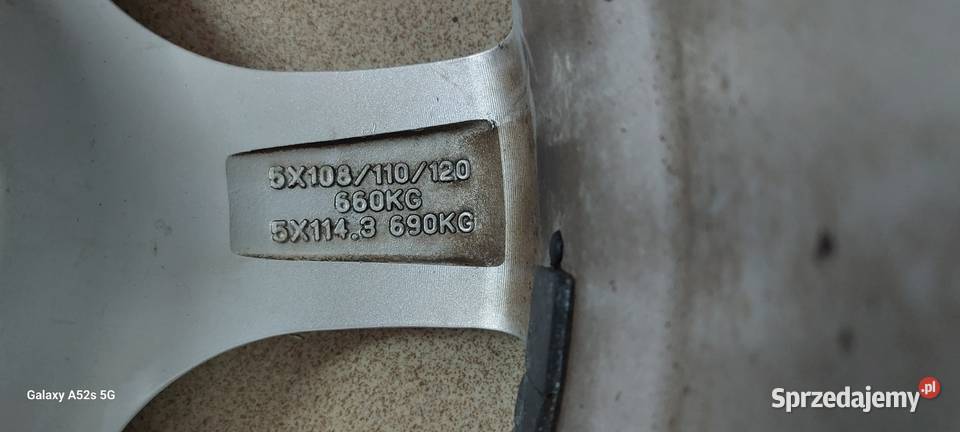 5X108/110/120
660KG
5X114.3 690KG
Galaxy A52s 5G
Sprzedajemy.pl